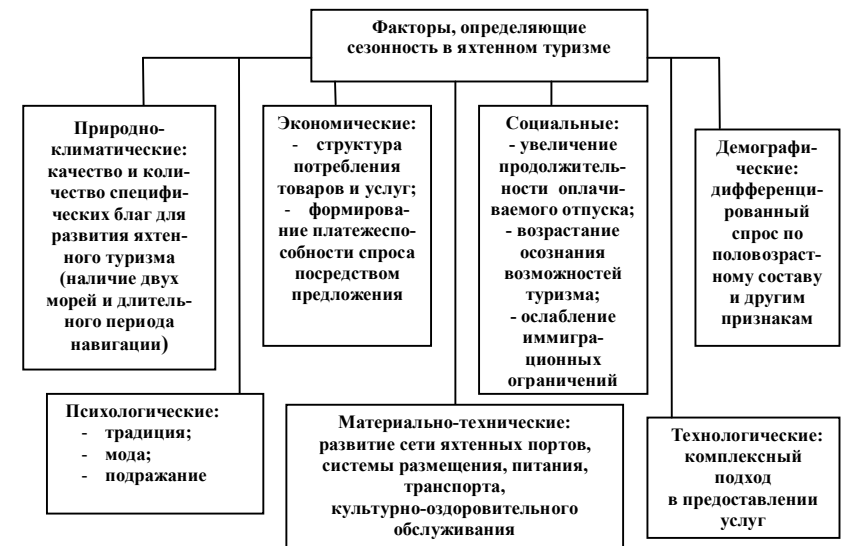 Факторы, определяющие
сезонность в яхтенном туризме
Природно-
климатические:
качество и коли-
чество специфи-
ческих благ для
развития яхтен-
ного туризма
(наличие двух
морей и длитель-
ного периода
навигации)
Экономические:
- структура
потребления
товаров и услуг;
- формирова-
ние платежеспо-
собности спроса
посредством
предложения
Социальные:
- увеличение
продолжитель-
ности оплачи-
ваемого отпуска;
- возрастание
осознания
возможностей
туризма;
- ослабление
иммигра-
ционных
ограничений
Демографи-
ческие:
дифференци-
рованный
спрос по
половозраст-
ному составу
и другим
признакам
Психологические:
- традиция;
- мода;
- подражание
Материально-технические:
развитие сети яхтенных портов,
системы размещения, питания,
транспорта,
культурно-оздоровительного
обслуживания
Технологические:
комплексный
подход
в предоставлении
услуг